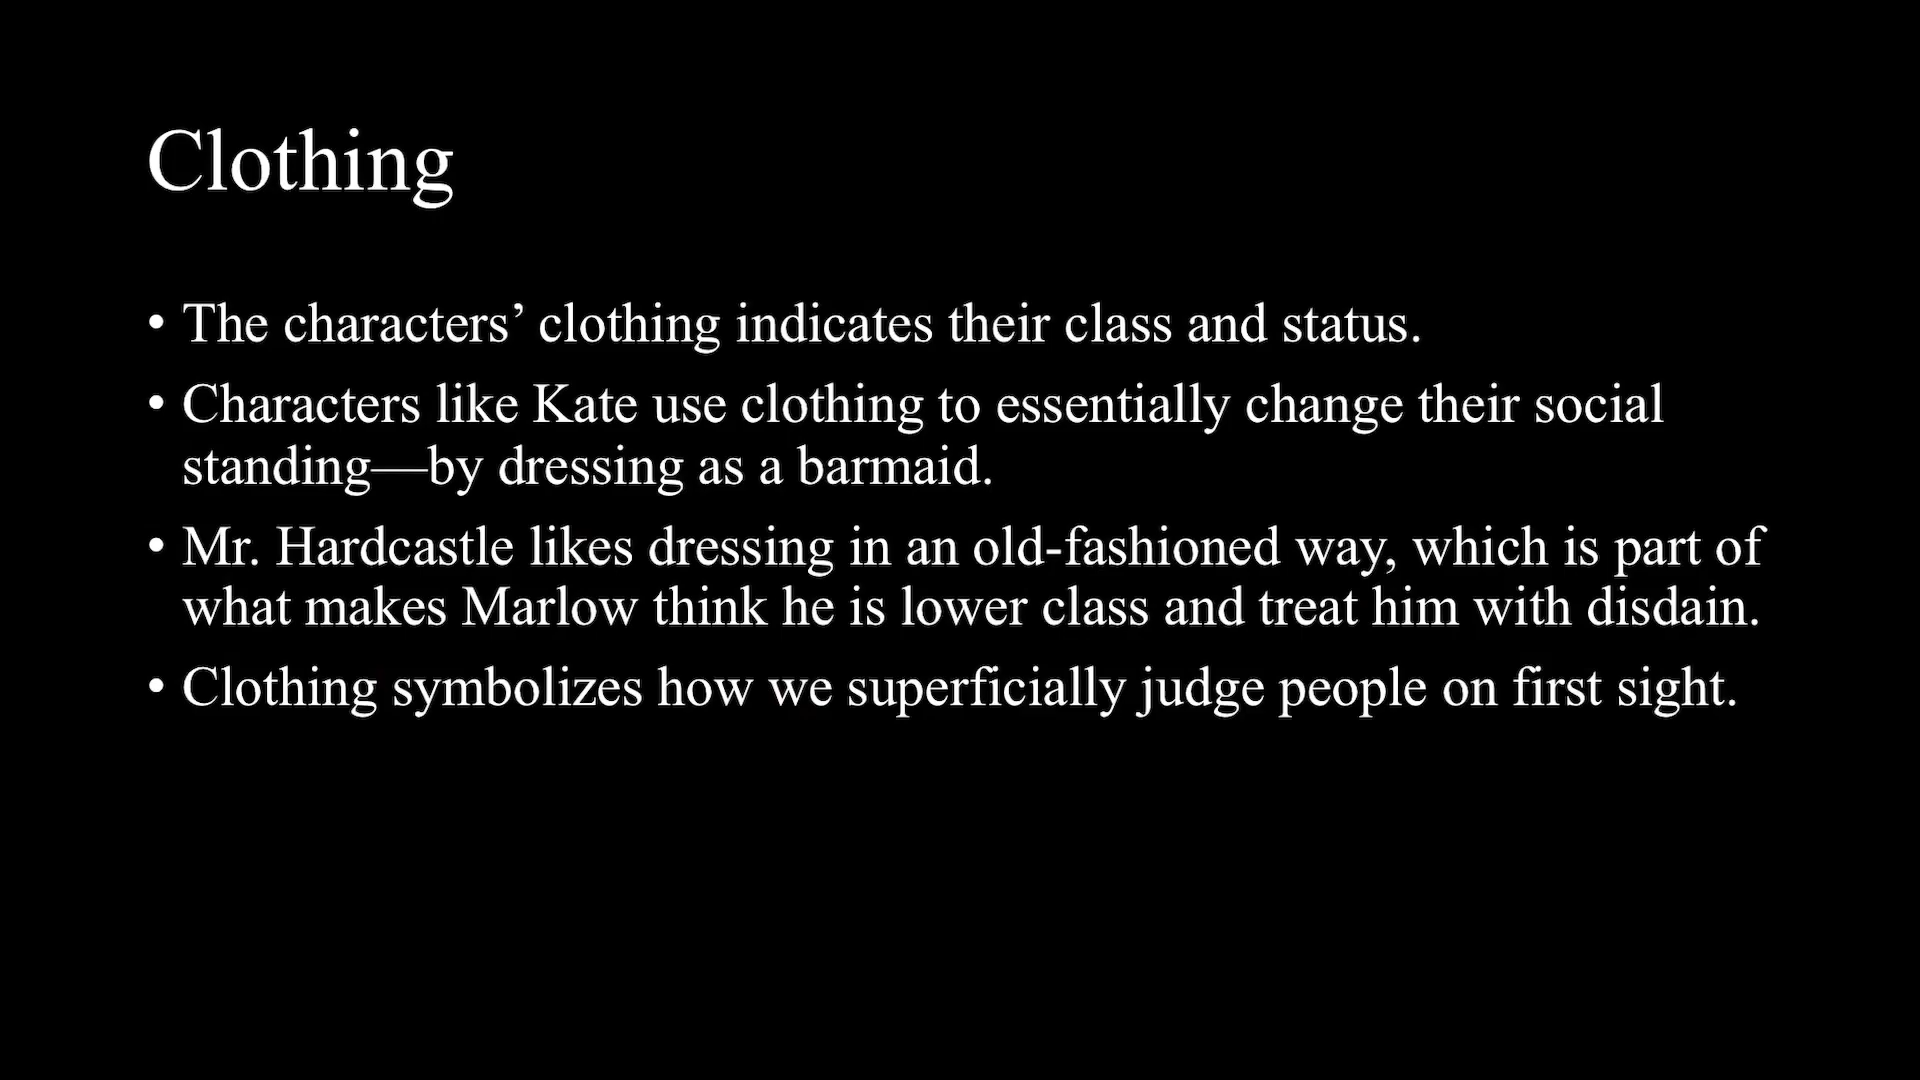 Clothing
• The characters’ clothing indicates their class and status.
• Characters like Kate use clothing to essentially change their social
standing—by dressing as a barmaid.
• Mr. Hardcastle likes dressing in an old-fashioned way, which is part of
what makes Marlow think he is lower class and treat him with disdain.
• Clothing symbolizes how we superficially judge people on first sight.